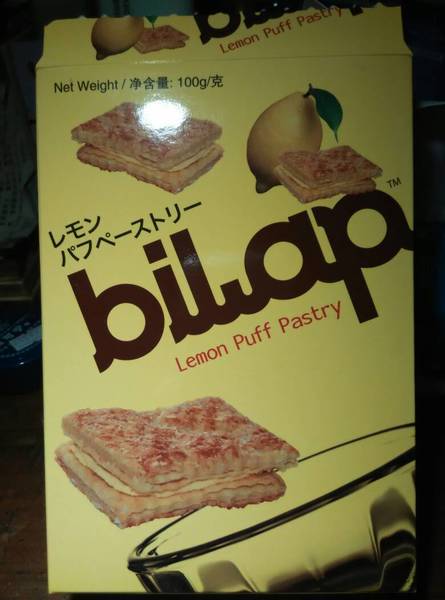 bilap
Lemon Puff Pastry
Net Weight / 净含量: 100g/克
レモン
パフペーストリー
bilap™
Lemon Puff Pastry